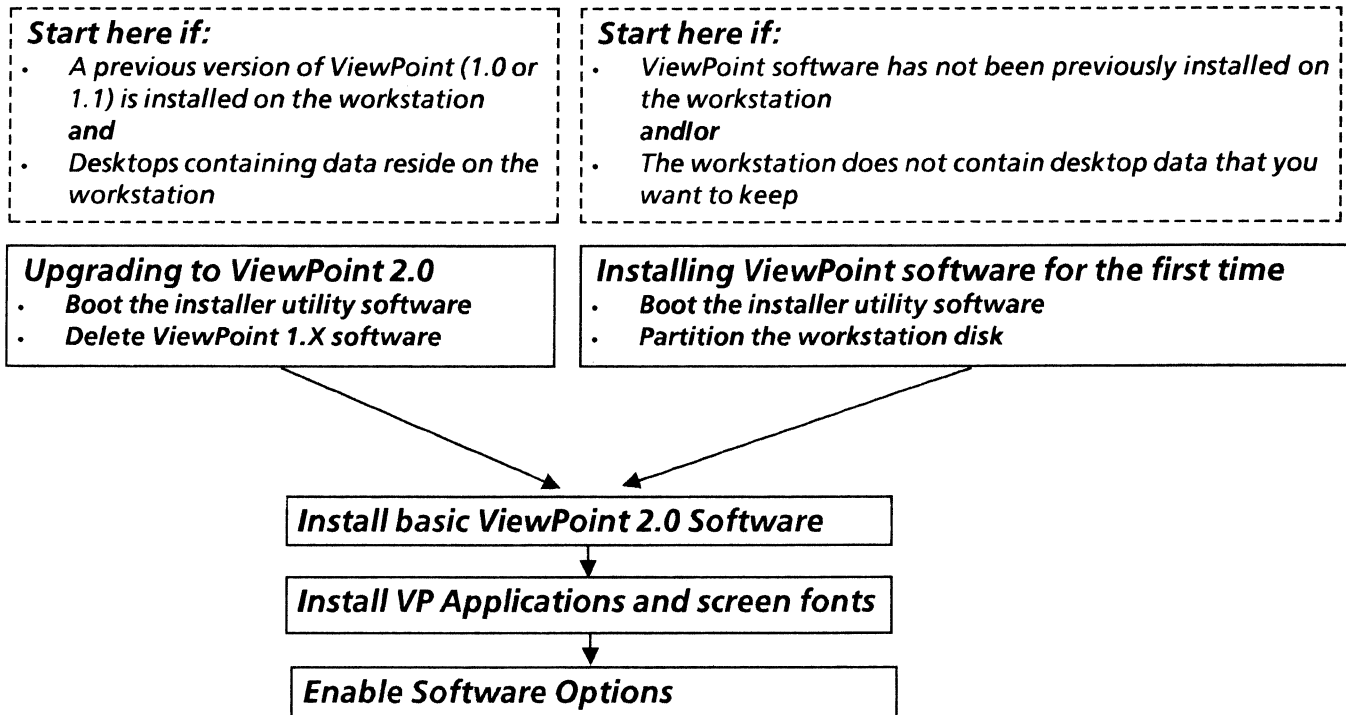 Start here if:
• A previous version of ViewPoint (1.0 or
1.1) is installed on the workstation
and
• Desktops containing data reside on the
workstation
Start here if:
• ViewPoint software has not been previously installed on
the workstation
and/or
• The workstation does not contain desktop data that you
want to keep
Upgrading to ViewPoint 2.0
• Boot the installer utility software
• Delete ViewPoint 1.X software
Installing ViewPoint software for the first time
• Boot the installer utility software
• Partition the workstation disk
Install basic ViewPoint 2.0 Software
Install VP Applications and screen fonts
Enable Software Options